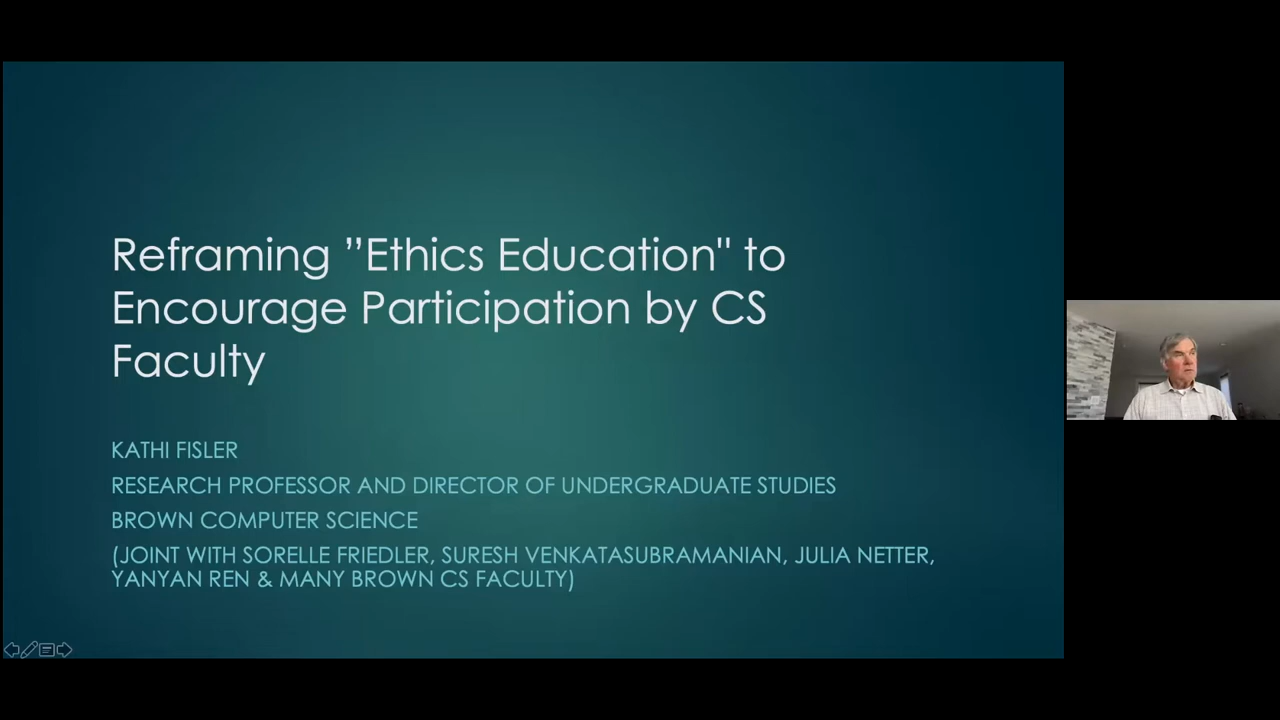 Reframing ”Ethics Education" to
Encourage Participation by CS
Faculty
KATHI FISLER
RESEARCH PROFESSOR AND DIRECTOR OF UNDERGRADUATE STUDIES
BROWN COMPUTER SCIENCE
(JOINT WITH SORELLE FRIEDLER, SURESH VENKATASUBRAMANIAN, JULIA NETTER,
YANYAN REN & MANY BROWN CS FACULTY)